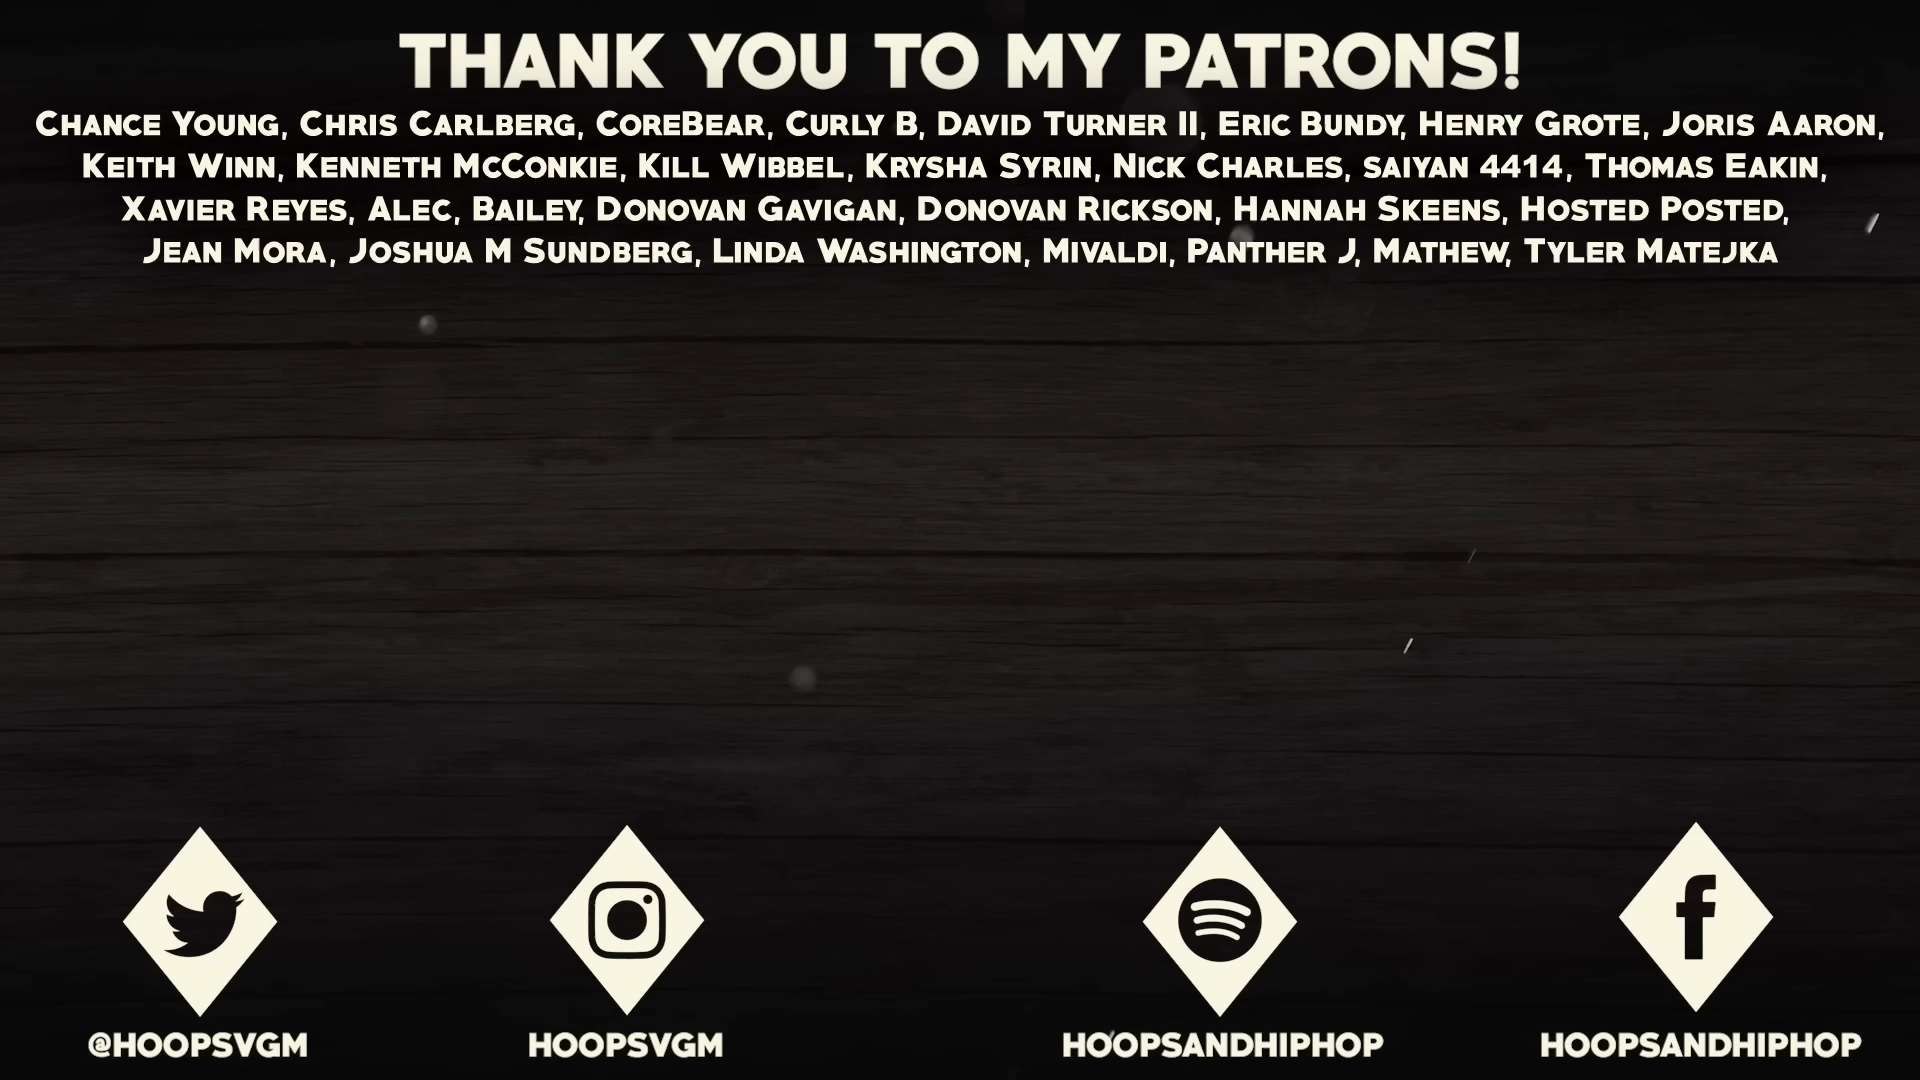 THANK YOU TO MY PATRONS!
Chance Young, Chris Carlberg, CoreBear, Curly B, David Turner II, Eric Bundy, Henry Grote, Joris Aaron,
Keith Winn, Kenneth McConkie, Kill Wibbel, Krysha Syrin, Nick Charles, saiyan 4414, Thomas Eakin,
Xavier Reyes, Alec, Bailey, Donovan Gavigan, Donovan Rickson, Hannah Skeens, Hosted Posted,
Jean Mora, Joshua M Sundberg, Linda Washington, Mivaldi, Panther J, Mathew, Tyler Matejka
@HOOPSVGM
HOOPSVGM
HOOPSANDHIPHOP
HOOPSANDHIPHOP